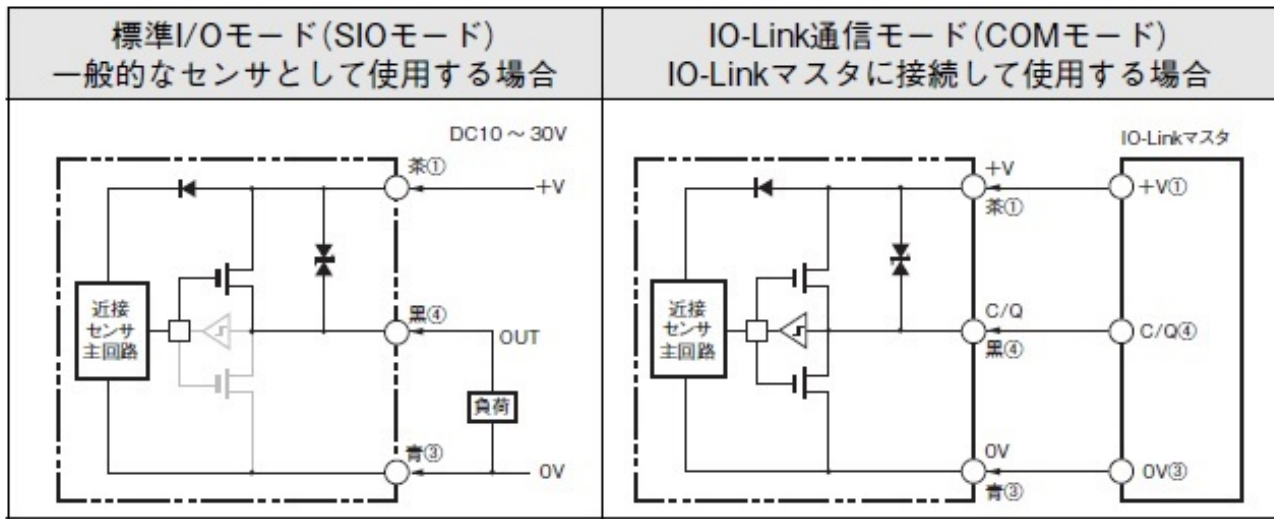 標準I/Oモード(SIOモード)
一般的なセンサとして使用する場合
IO-Link通信モード(COMモード)
IO-Linkマスタに接続して使用する場合
DC10～30V
茶①
+V
近接
センサ
主回路
黒④
OUT
負荷
青③
0V
IO-Linkマスタ
+V
茶①
+V①
近接
センサ
主回路
C/Q
黒④
C/Q④
0V
青③
0V③